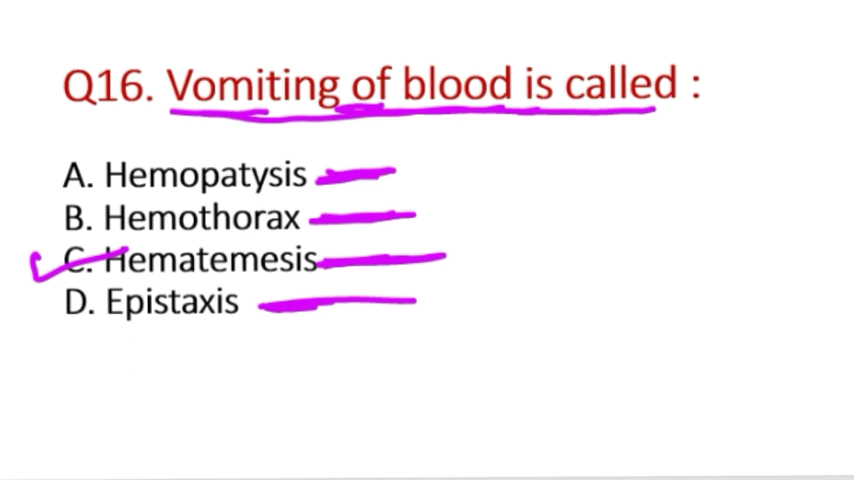 Q16. Vomiting of blood is called :
A. Hemopatysis
B. Hemothorax
C. Hematemesis
D. Epistaxis